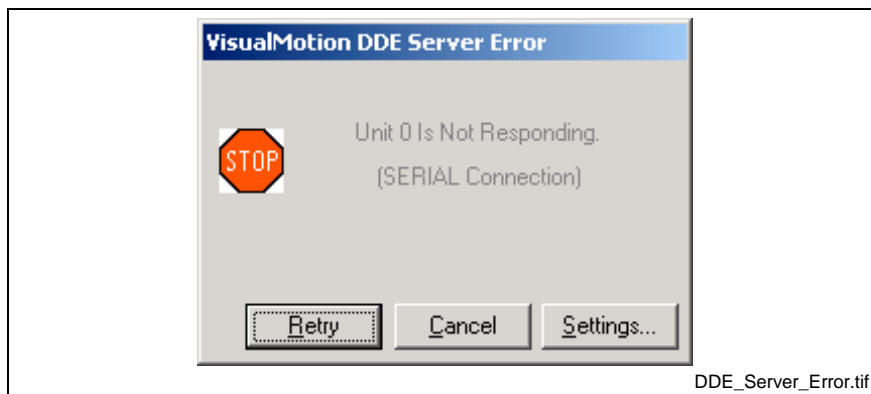 VisualMotion DDE Server Error
STOP
Unit 0 Is Not Responding.
(SERIAL Connection)
Retry Cancel Settings...
DDE_Server_Error.tif